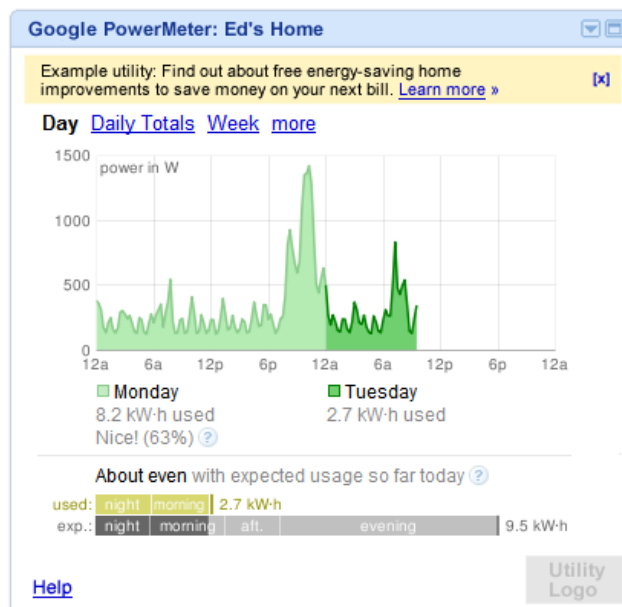 Google PowerMeter: Ed's Home
Example utility: Find out about free energy-saving home
improvements to save money on your next bill. Learn more »
[x]
Day Daily Totals Week more
1500
power in W
1000
500
0
12a 6a 12p 6p 12a 6a 12p 6p 12a
Monday Tuesday
8.2 kW·h used 2.7 kW·h used
Nice! (63%) ?
About even with expected usage so far today ?
used: night morning 2.7 kW·h
exp.: night morning aft. evening 9.5 kW·h
Help
Utility
Logo